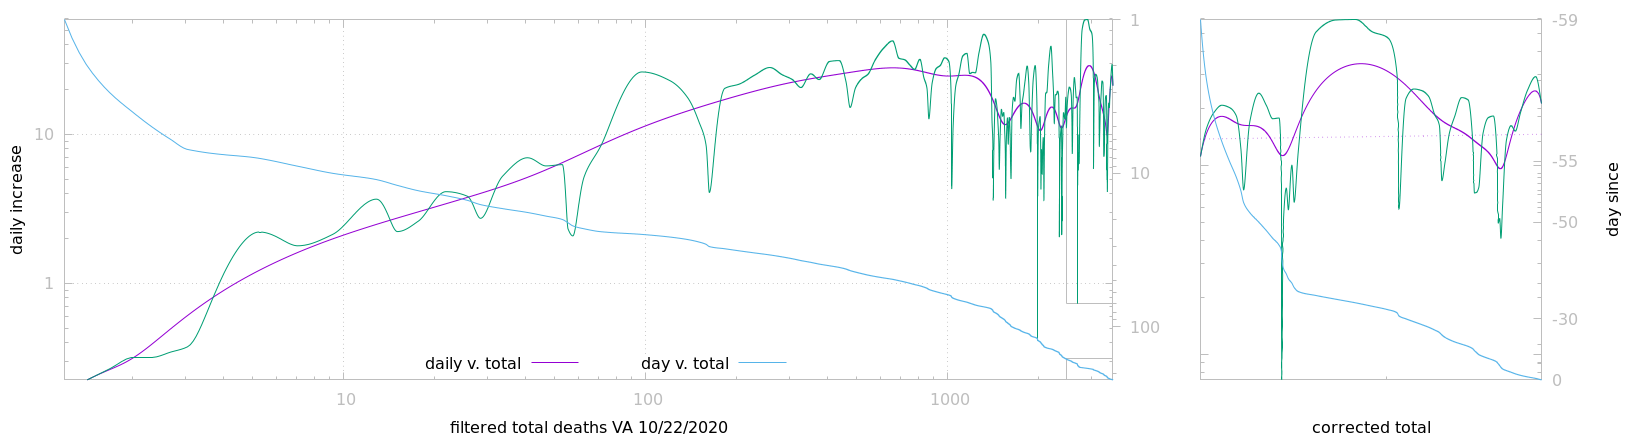 1
-59
10
daily increase
10
-55
-50
day since
1
100
-30
daily v. total
day v. total
0
10
100
1000
filtered total deaths VA 10/22/2020
corrected total